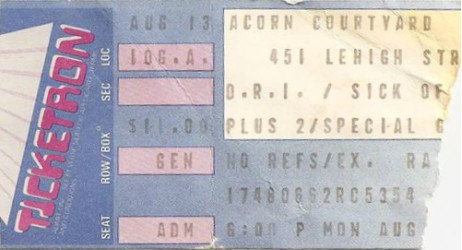 TICKETRON
AUG 13 ACORN COURTYARD
LOC 10G.A. 451 LEHIGH STR
SEC D.R.I. / SICK OF
$11.00 PLUS 2/SPECIAL G
ROW/BOX GEN NO REFS/EX. RA
17480662RC5354
SEAT ADM 6:00 P MON AUG